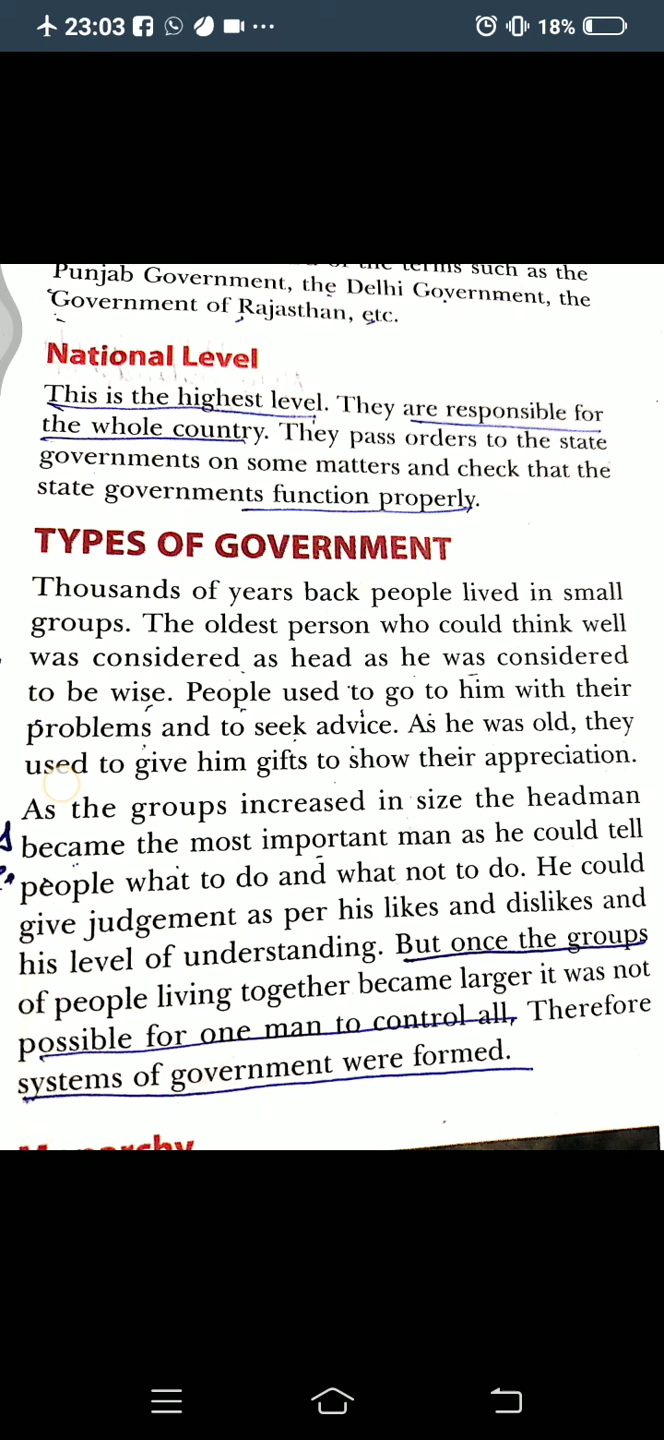 23:03
18%
of the terms such as the
Punjab Government, the Delhi Government, the
Government of Rajasthan, etc.
National Level
This is the highest level. They are responsible for
the whole country. They pass orders to the state
governments on some matters and check that the
state governments function properly.
TYPES OF GOVERNMENT
Thousands of years back people lived in small
groups. The oldest person who could think well
was considered as head as he was considered
to be wise. People used to go to him with their
problems and to seek advice. As he was old, they
used to give him gifts to show their appreciation.
As the groups increased in size the headman
became the most important man as he could tell
people what to do and what not to do. He could
give judgement as per his likes and dislikes and
his level of understanding. But once the groups
of people living together became larger it was not
possible for one man to control all, Therefore
systems of government were formed.
Monarchy